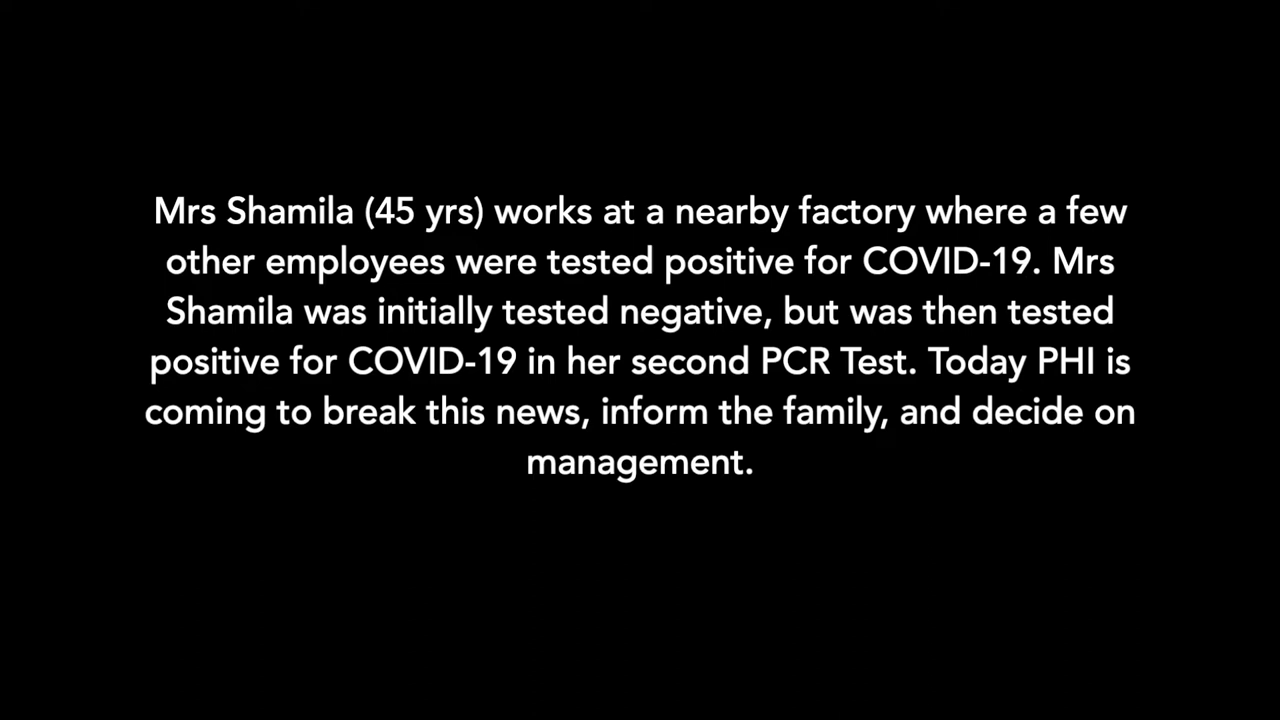 Mrs Shamila (45 yrs) works at a nearby factory where a few
other employees were tested positive for COVID-19. Mrs
Shamila was initially tested negative, but was then tested
positive for COVID-19 in her second PCR Test. Today PHI is
coming to break this news, inform the family, and decide on
management.